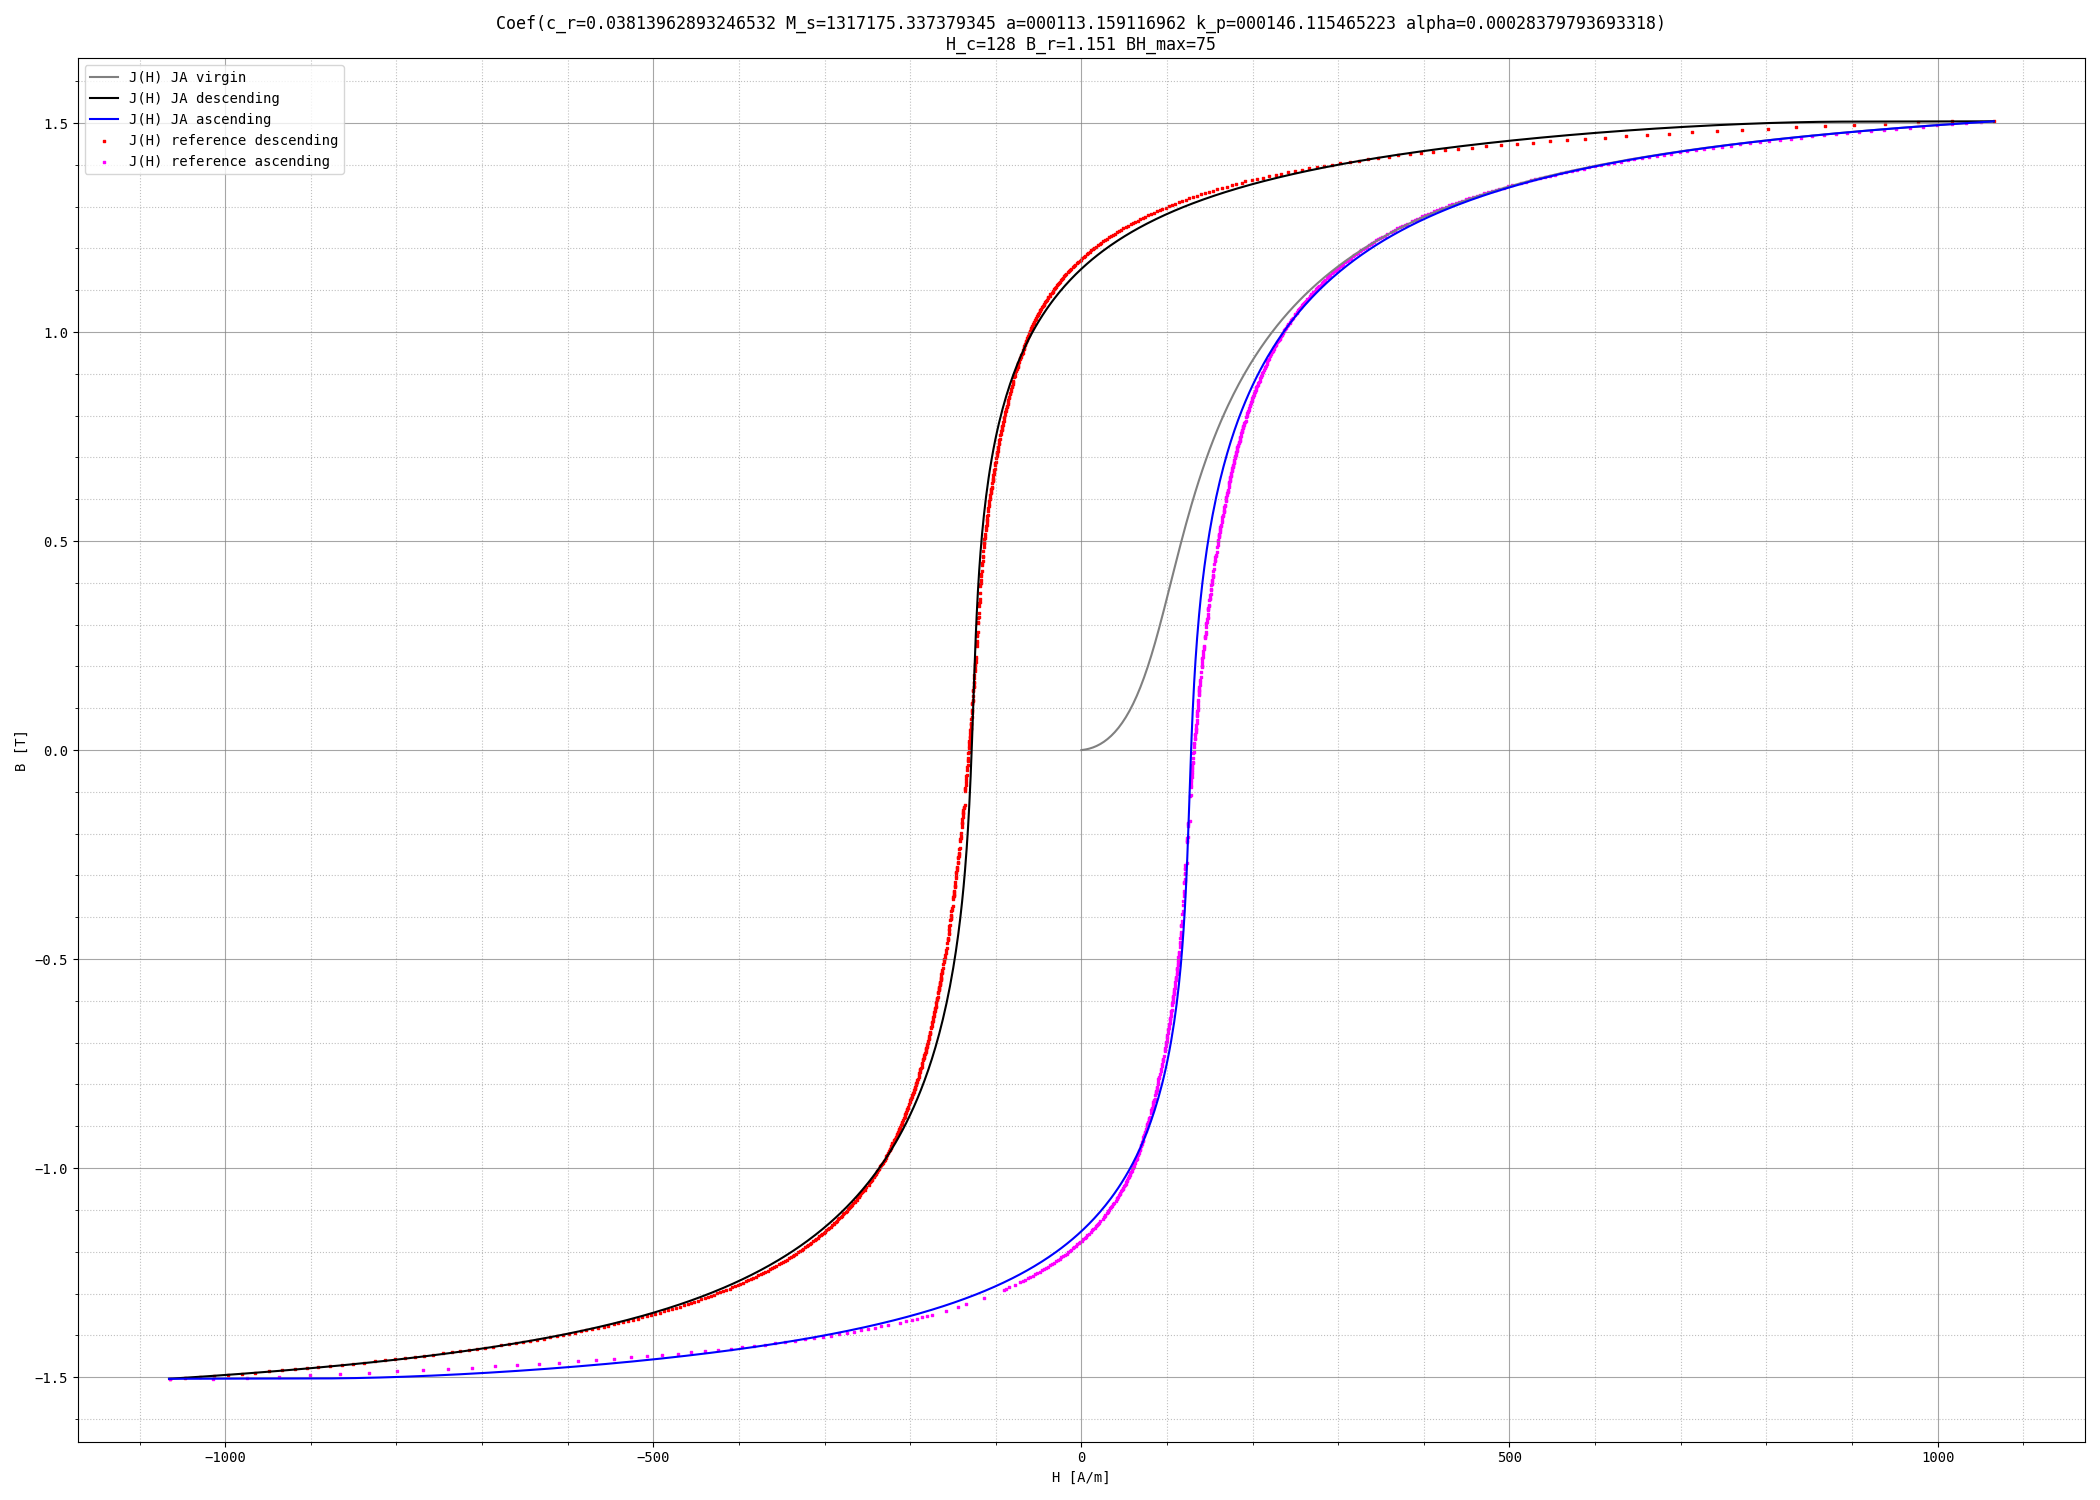 Coef(c_r=0.03813962893246532 M_s=1317175.337379345 a=000113.159116962 k_p=000146.115465223 alpha=0.00028379793693318)
H_c=128 B_r=1.151 BH_max=75
J(H) JA virgin
J(H) JA descending
J(H) JA ascending
J(H) reference descending
J(H) reference ascending
1.5
1.0
0.5
0.0
−0.5
−1.0
−1.5
B [T]
−1000
−500
0
500
1000
H [A/m]